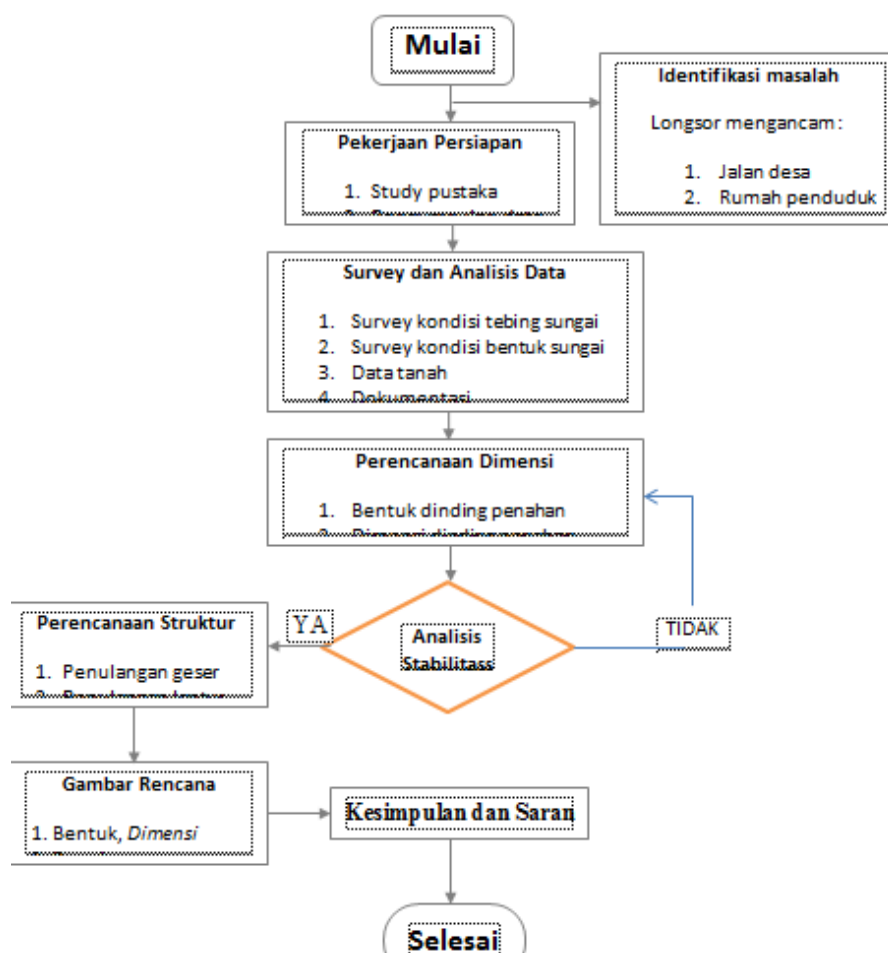 Mulai
Identifikasi masalah
Longsor mengancam :
1. Jalan desa
2. Rumah penduduk
Pekerjaan Persiapan
1. Study pustaka
Survey dan Analisis Data
1. Survey kondisi tebing sungai
2. Survey kondisi bentuk sungai
3. Data tanah
4. Dokumentasi
Perencanaan Dimensi
1. Bentuk dinding penahan
Analisis
Stabilitass
YA
TIDAK
Perencanaan Struktur
1. Penulangan geser
Gambar Rencana
1. Bentuk, Dimensi
Kesimpulan dan Saran
Selesai